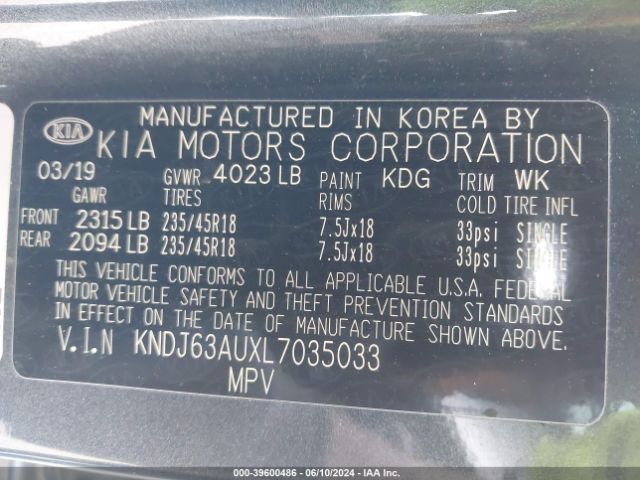 MANUFACTURED IN KOREA BY
KIA KIA MOTORS CORPORATION
03/19 GVWR 4023 LB PAINT KDG TRIM WK
GAWR TIRES RIMS COLD TIRE INFL
FRONT 2315 LB 235/45R18 7.5Jx18 33psi SINGLE
REAR 2094 LB 235/45R18 7.5Jx18 33psi SINGLE
THIS VEHICLE CONFORMS TO ALL APPLICABLE U.S.A. FEDERAL
MOTOR VEHICLE SAFETY AND THEFT PREVENTION STANDARDS
IN EFFECT ON THE DATE OF MANUFACTURE SHOWN ABOVE.
V.I.N KNDJ63AUXL7035033
MPV
000-39600486 - 06/10/2024 - IAA Inc.